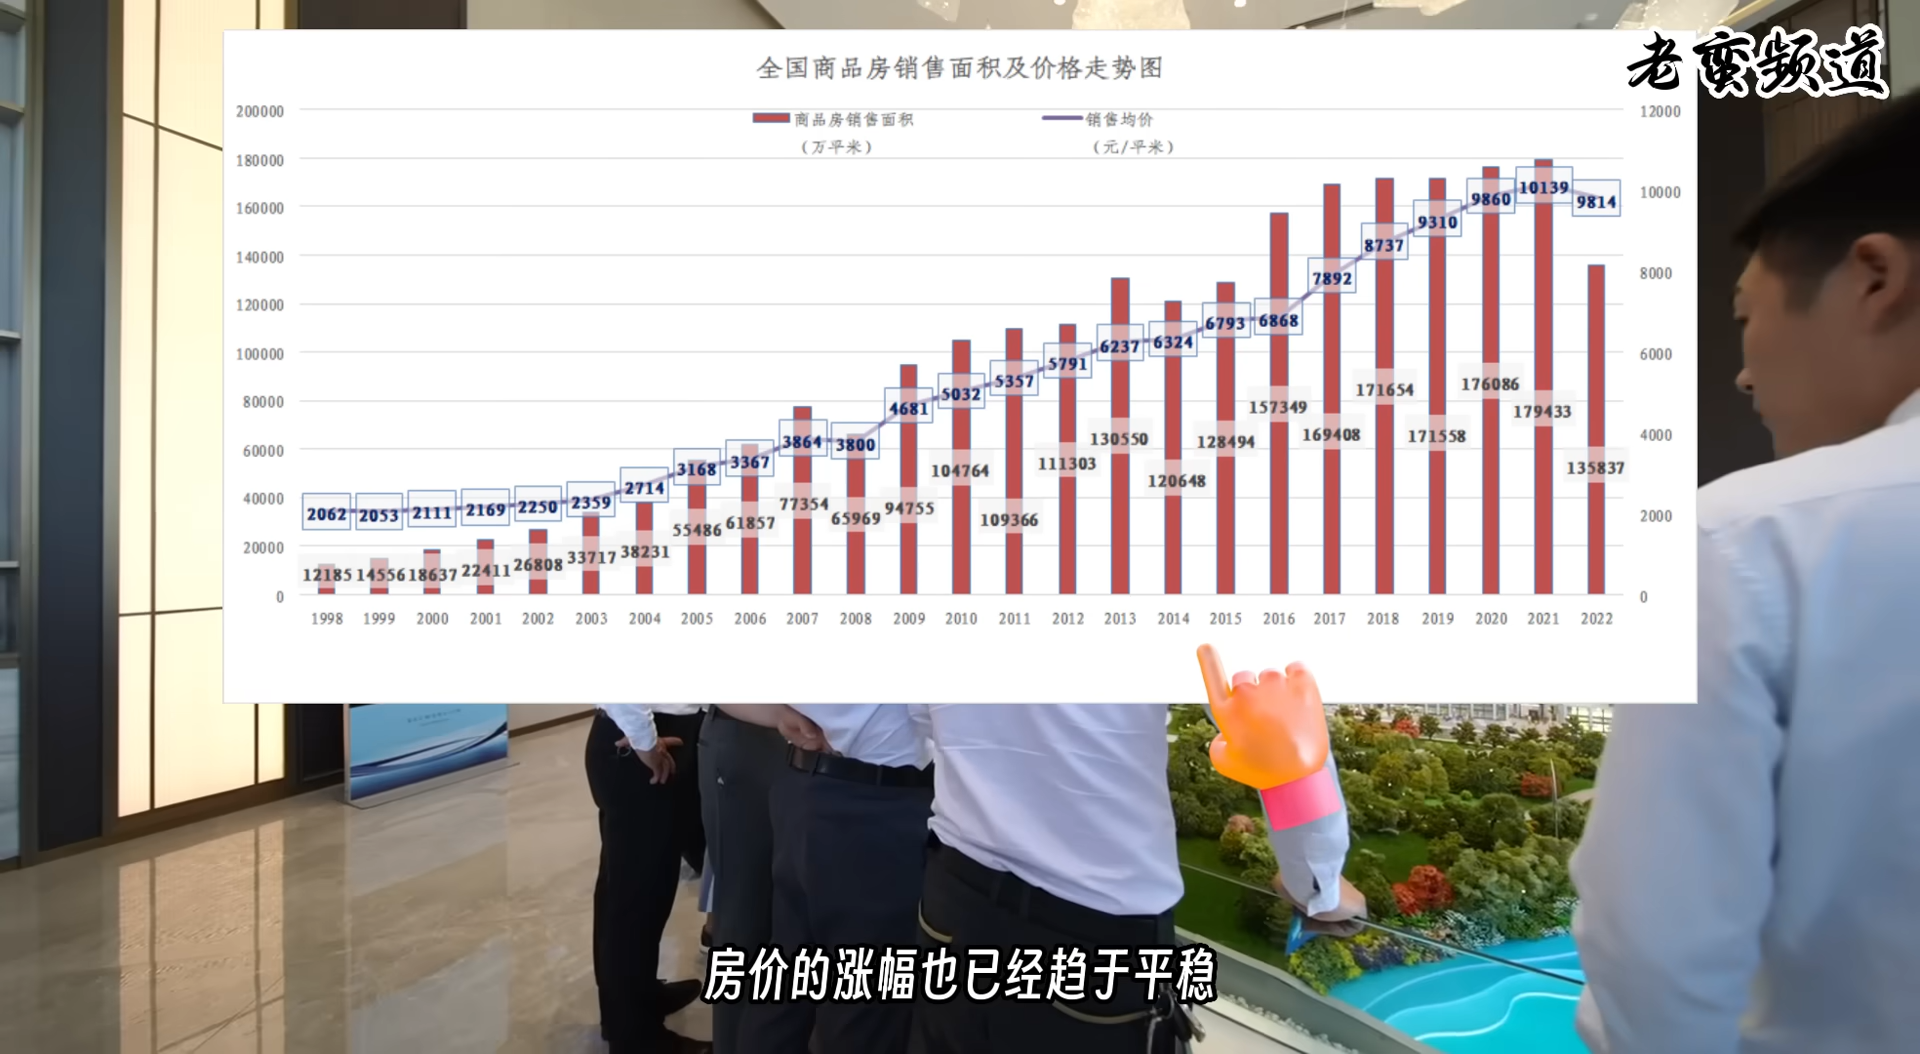 老蛮频道
全国商品房销售面积及价格走势图
商品房销售面积 销售均价
（万平米） （元/平米）
200000 12000
180000
160000 10000
140000
120000 8000
100000 6000
80000
60000 4000
40000 2000
20000
0 0
2062 2053 2111 2169 2250 2359 2714 3168 3367 3864 3800 4681 5032 5357 5791 6237 6324 6793 6868 7892 8737 9310 9860 10139 9814
12185 14556 18637 22411 26808 33717 38231 55486 61857 77354 65969 94755 104764 109366 111303 130550 120648 128494 157349 169408 171654 171558 176086 179433 135837
1998 1999 2000 2001 2002 2003 2004 2005 2006 2007 2008 2009 2010 2011 2012 2013 2014 2015 2016 2017 2018 2019 2020 2021 2022
房价的涨幅也已经趋于平稳